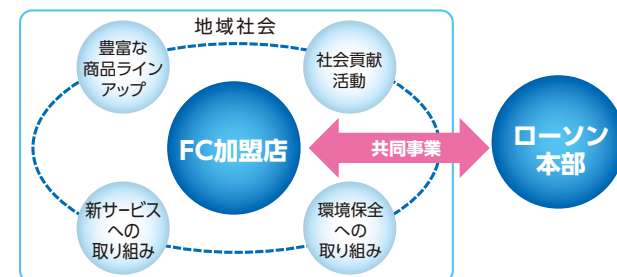 地域社会
豊富な
商品ライン
アップ
社会貢献
活動
FC加盟店
共同事業
ローソン
本部
新サービス
への
取り組み
環境保全
への
取り組み